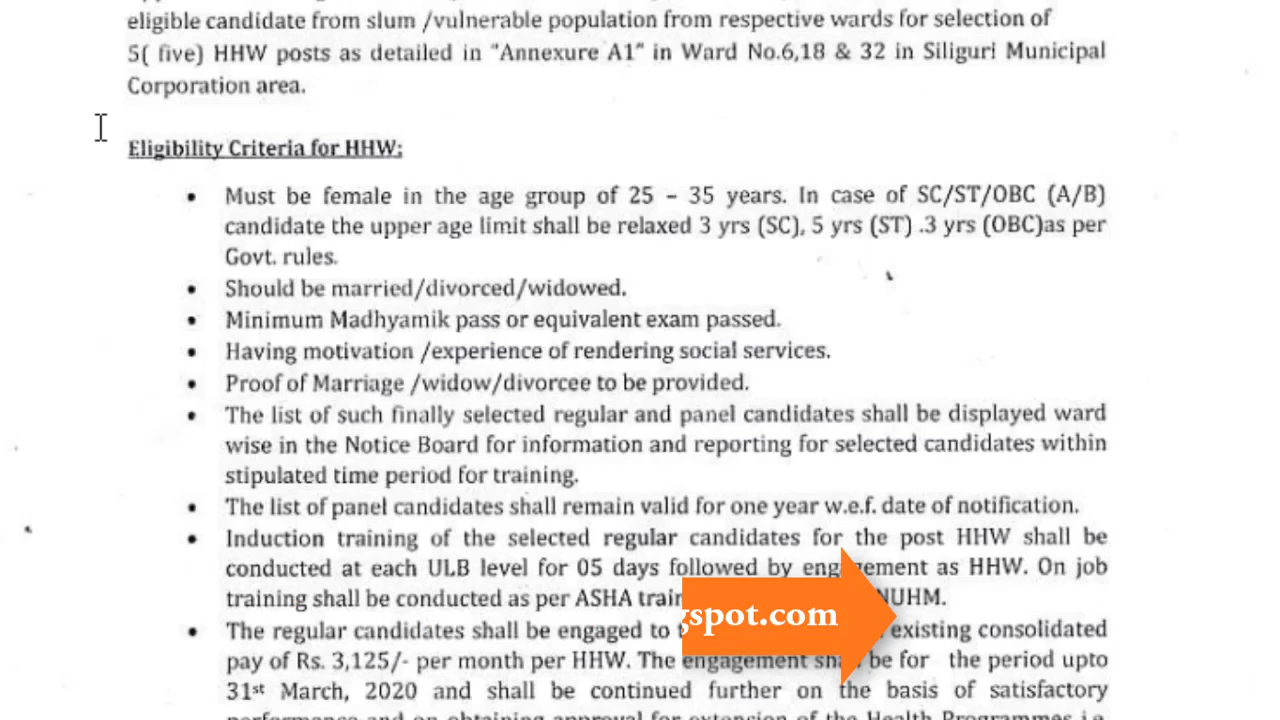 eligible candidate from slum /vulnerable population from respective wards for selection of
5( five) HHW posts as detailed in "Annexure A1" in Ward No.6,18 & 32 in Siliguri Municipal
Corporation area.
Eligibility Criteria for HHW:
• Must be female in the age group of 25 – 35 years. In case of SC/ST/OBC (A/B)
candidate the upper age limit shall be relaxed 3 yrs (SC), 5 yrs (ST) .3 yrs (OBC)as per
Govt. rules.
• Should be married/divorced/widowed.
• Minimum Madhyamik pass or equivalent exam passed.
• Having motivation /experience of rendering social services.
• Proof of Marriage /widow/divorcee to be provided.
• The list of such finally selected regular and panel candidates shall be displayed ward
wise in the Notice Board for information and reporting for selected candidates within
stipulated time period for training.
• The list of panel candidates shall remain valid for one year w.e.f. date of notification.
• Induction training of the selected regular candidates for the post HHW shall be
conducted at each ULB level for 05 days followed by engagement as HHW. On job
training shall be conducted as per ASHA NUHM.
gspot.com
• The regular candidates shall be engaged to existing consolidated
pay of Rs. 3,125/- per month per HHW. The engagement shall be for the period upto
31st March, 2020 and shall be continued further on the basis of satisfactory